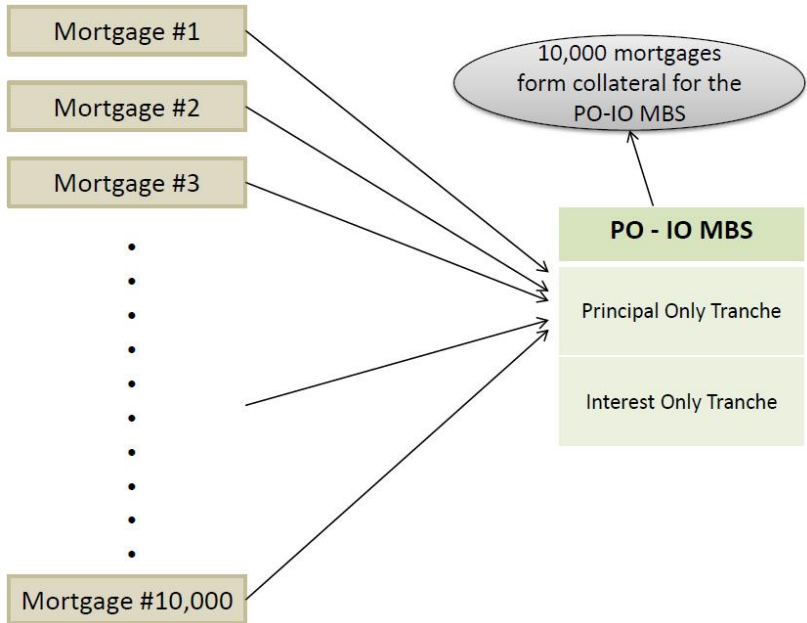 Mortgage #1
Mortgage #2
Mortgage #3
Mortgage #10,000
10,000 mortgages
form collateral for the
PO-IO MBS
PO - IO MBS
Principal Only Tranche
Interest Only Tranche